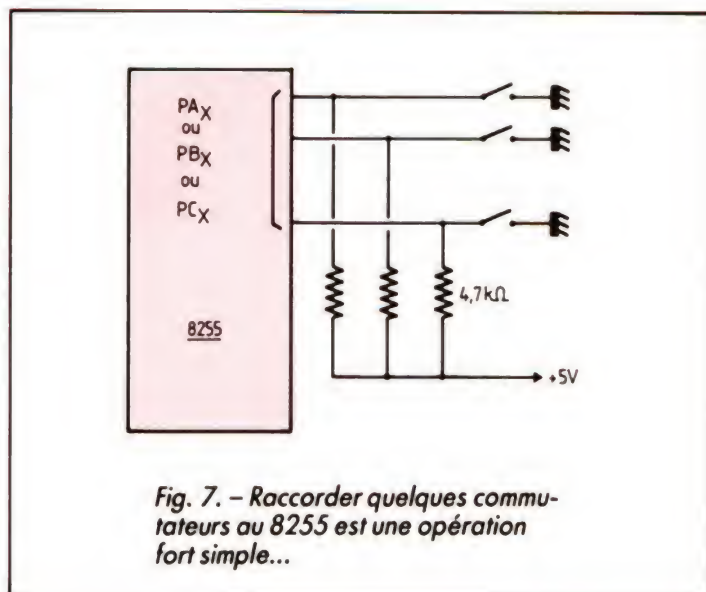 PAX
ou
PBX
ou
PCX
8255
4,7kΩ
+5V
Fig. 7. – Raccorder quelques commu-
tateurs au 8255 est une opération
fort simple...